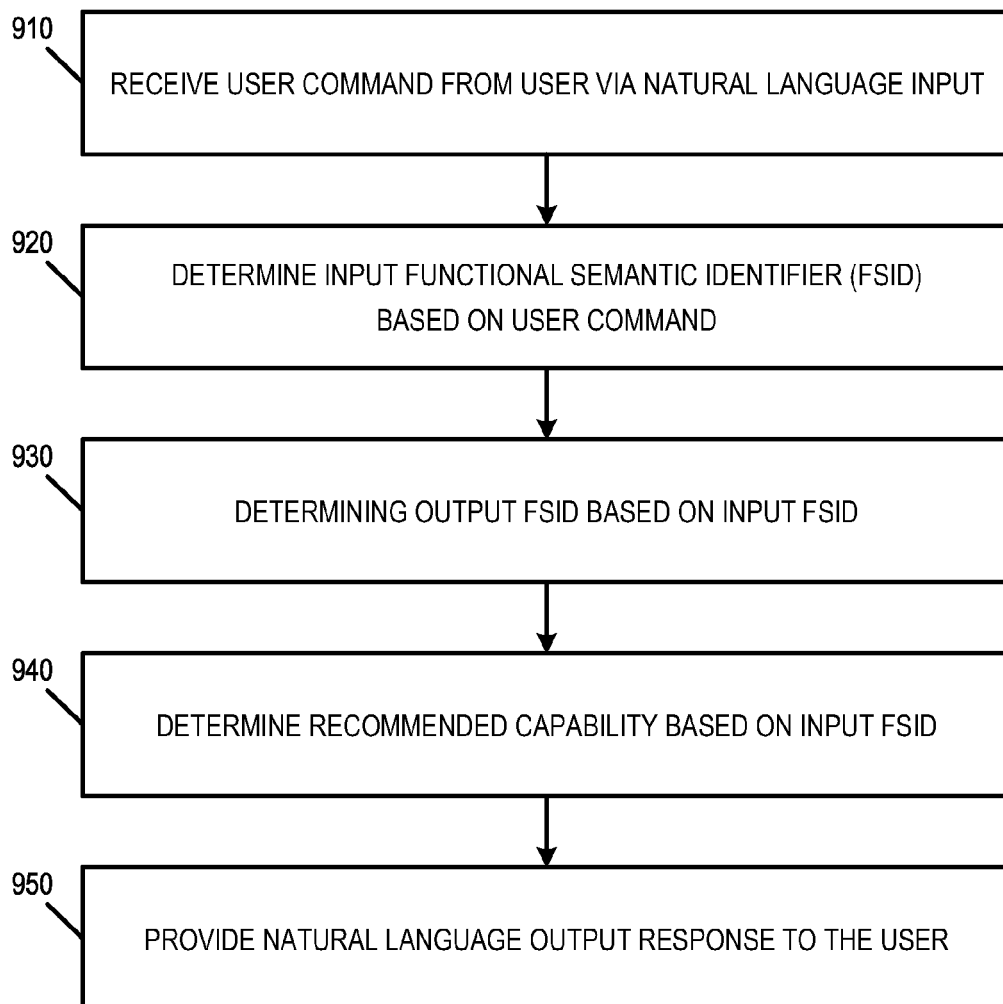 910
RECEIVE USER COMMAND FROM USER VIA NATURAL LANGUAGE INPUT
920
DETERMINE INPUT FUNCTIONAL SEMANTIC IDENTIFIER (FSID)
BASED ON USER COMMAND
930
DETERMINING OUTPUT FSID BASED ON INPUT FSID
940
DETERMINE RECOMMENDED CAPABILITY BASED ON INPUT FSID
950
PROVIDE NATURAL LANGUAGE OUTPUT RESPONSE TO THE USER